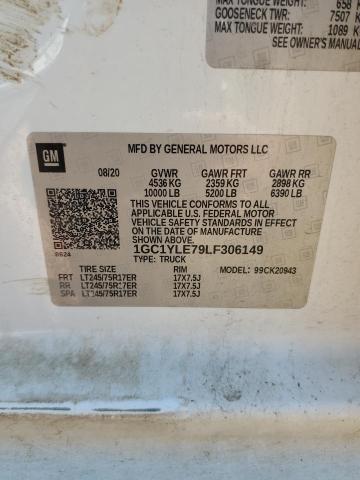 MAX TONGUE WEIGHT: 658 K
GOOSENECK TWR: 7507 K
MAX TONGUE WEIGHT: 1089 K
SEE OWNER'S MANUAL
GM
MFD BY GENERAL MOTORS LLC
08/20 GVWR GAWR FRT GAWR RR
4536 KG 2359 KG 2898 KG
10000 LB 5200 LB 6390 LB
THIS VEHICLE CONFORMS TO ALL
APPLICABLE U.S. FEDERAL MOTOR
VEHICLE SAFETY STANDARDS IN EFFECT
ON THE DATE OF MANUFACTURE
SHOWN ABOVE.
1GC1YLE79LF306149
TYPE: TRUCK
8624
TIRE SIZE RIM MODEL: 99CK20943
FRT LT245/75R17ER 17X7.5J
RR LT245/75R17ER 17X7.5J
SPA LT245/75R17ER 17X7.5J